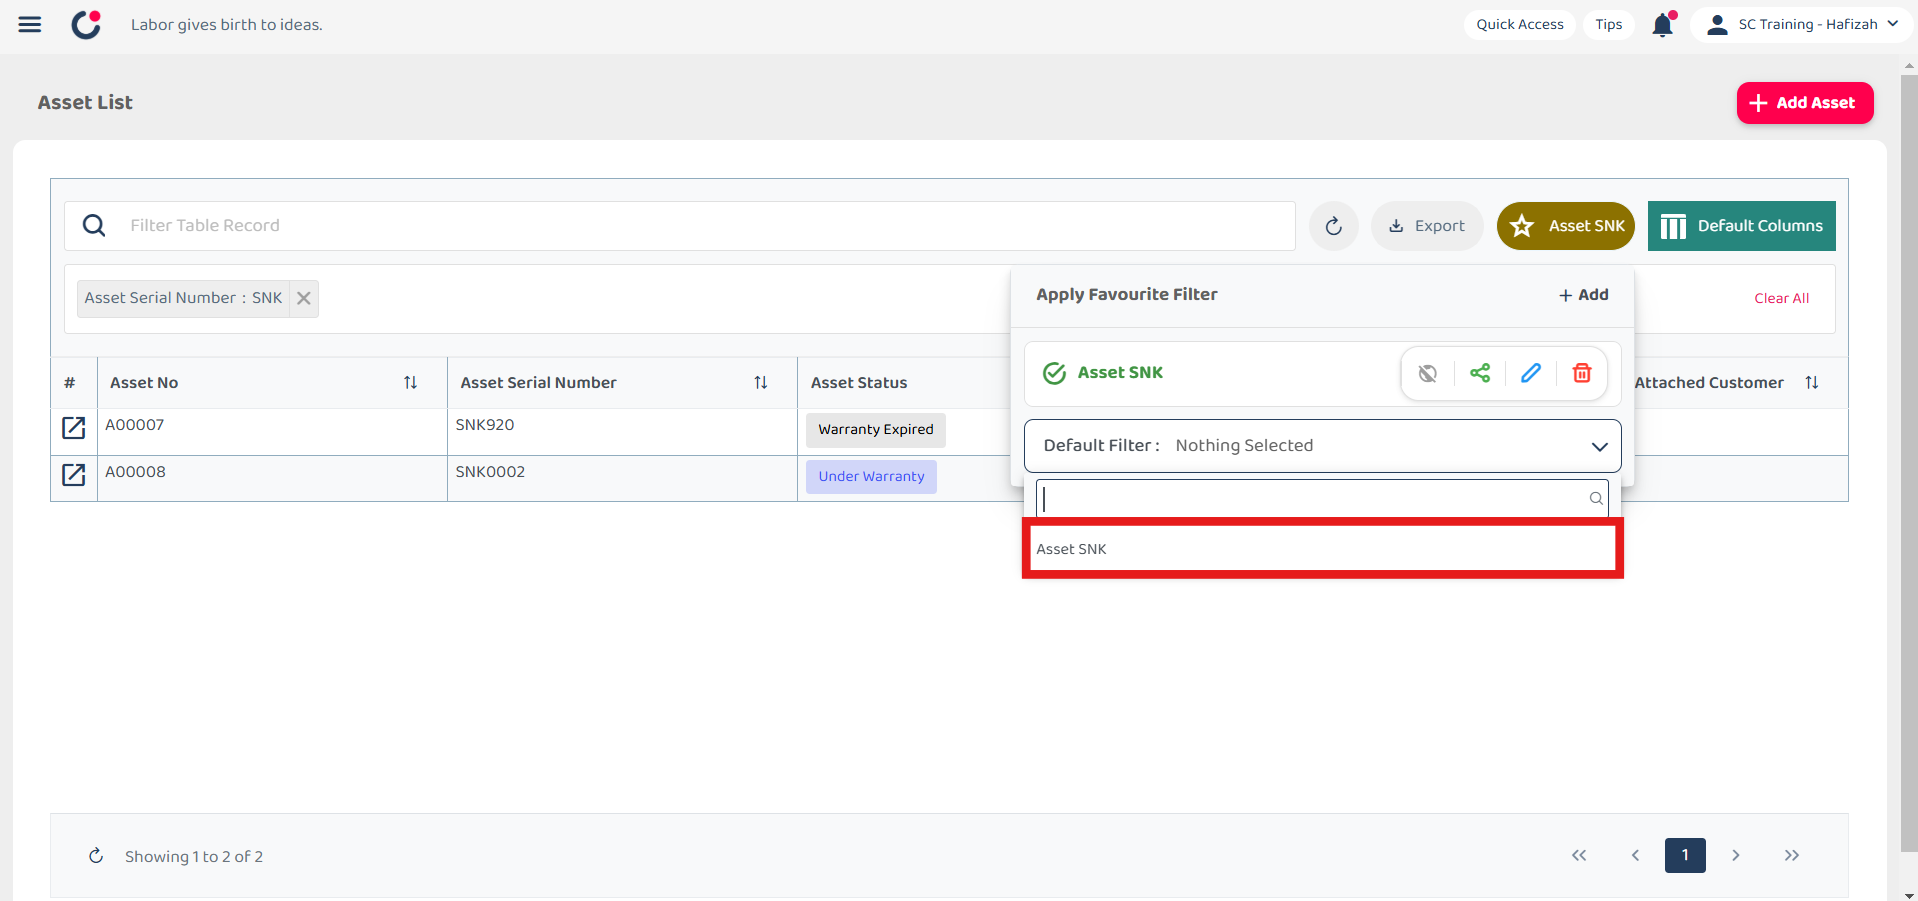 Labor gives birth to ideas.
Quick Access
Tips
SC Training - Hafizah
Asset List
Add Asset
Filter Table Record
Export
Asset SNK
Default Columns
Asset Serial Number : SNK
Clear All
Apply Favourite Filter
+ Add
Asset SNK
Default Filter : Nothing Selected
Asset SNK
# Asset No Asset Serial Number Asset Status Attached Customer
A00007 SNK920 Warranty Expired
A00008 SNK0002 Under Warranty
Showing 1 to 2 of 2
1